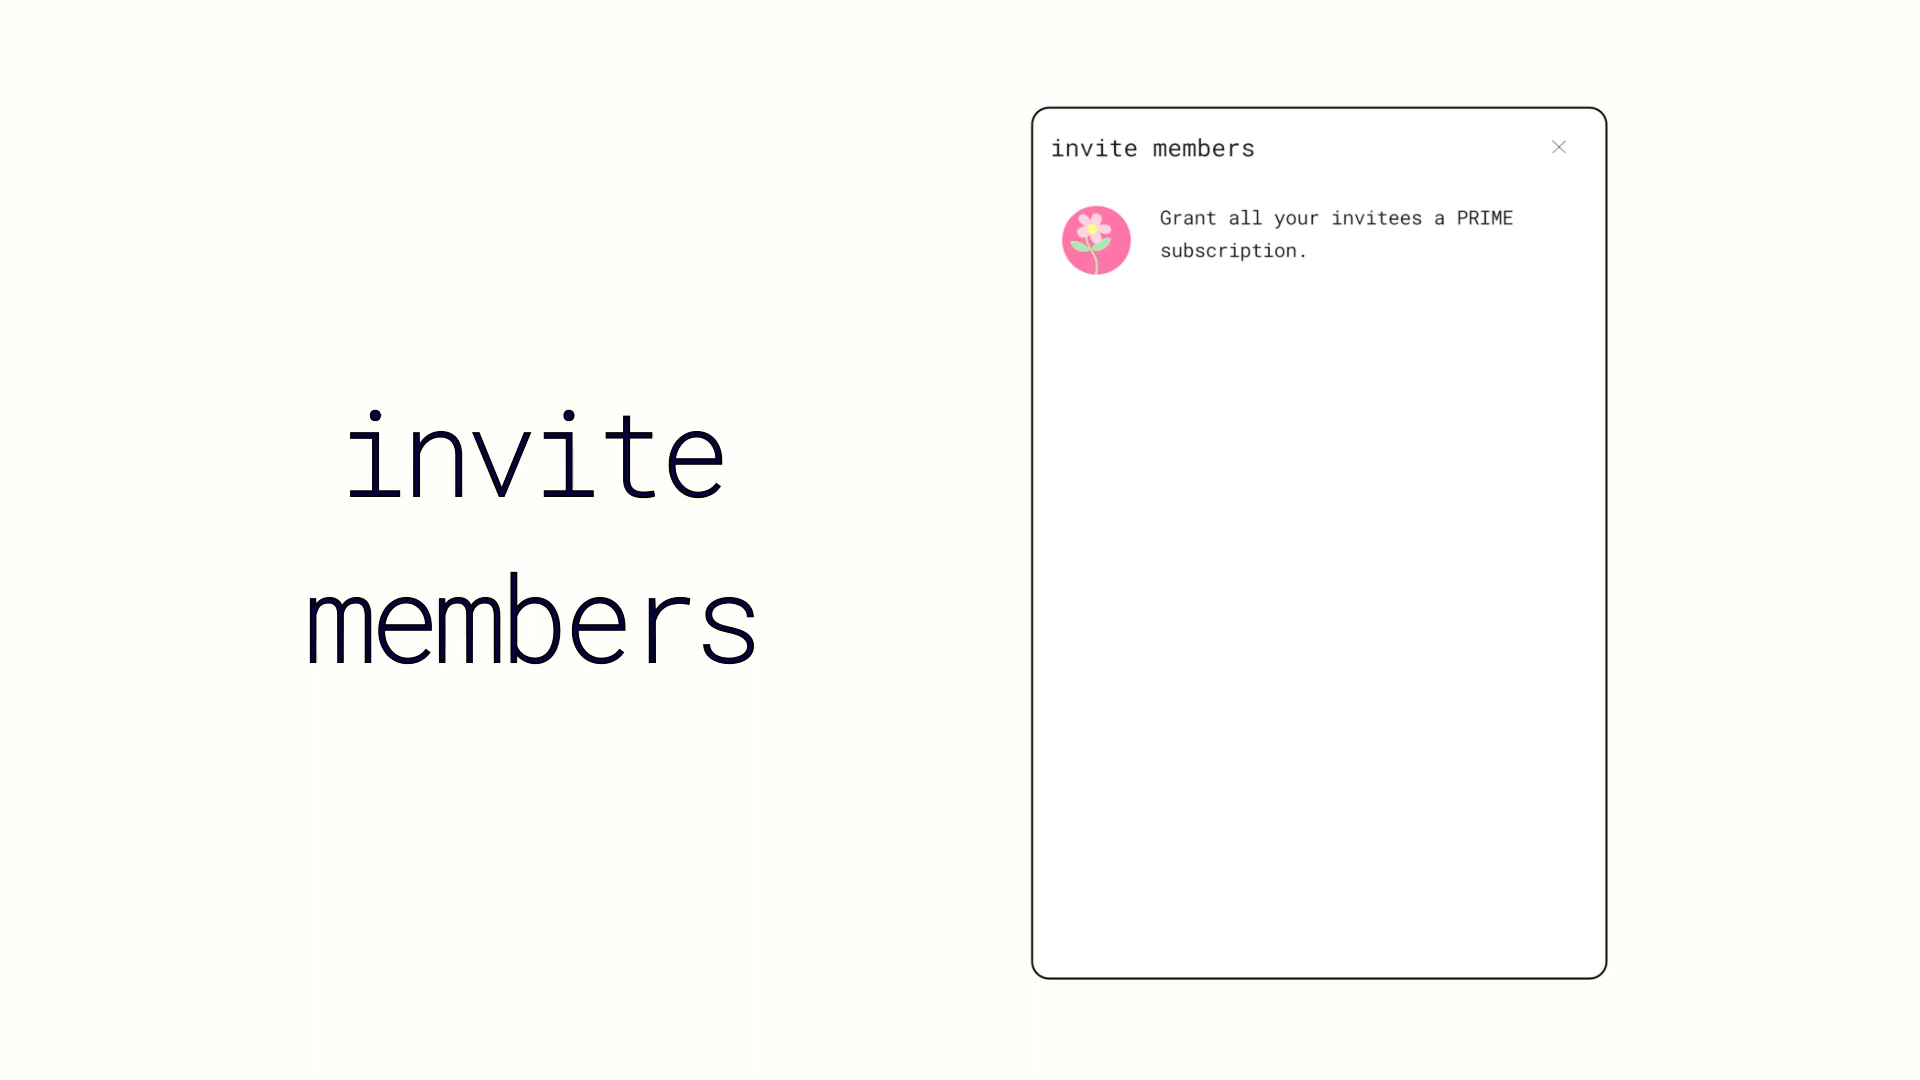 invite
members
invite members
Grant all your invitees a PRIME
subscription.